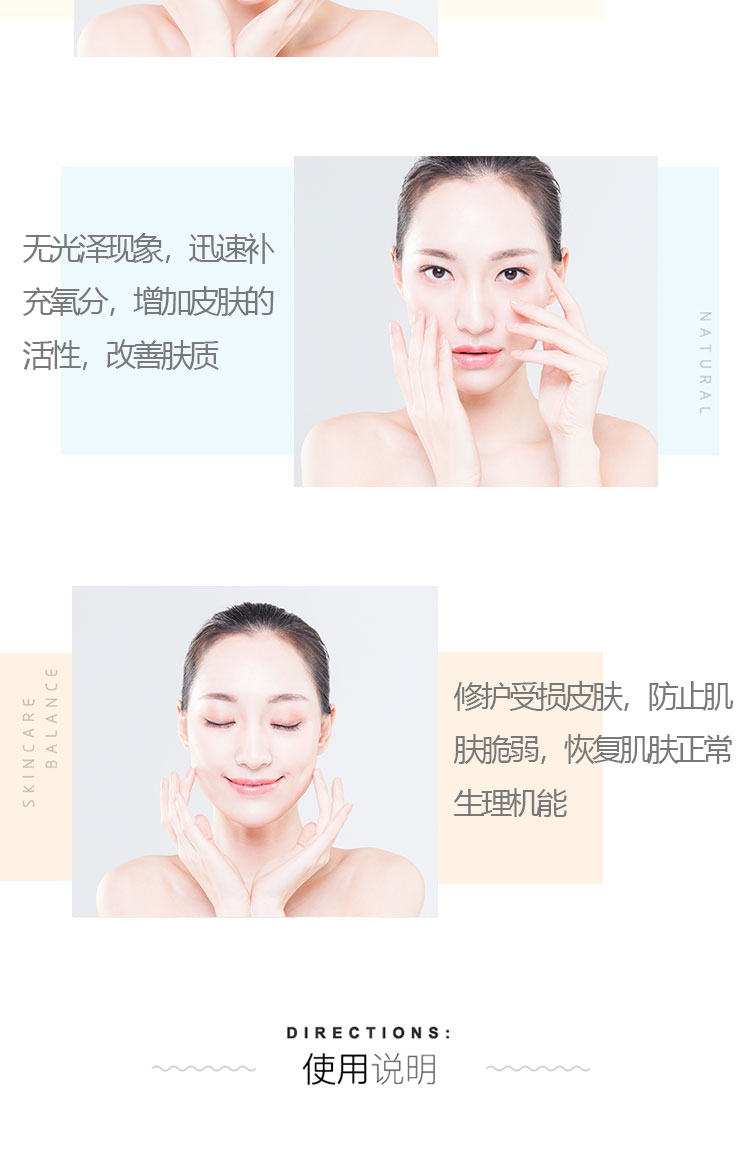 无光泽现象，迅速补
充氧分，增加皮肤的
活性，改善肤质
NATURAL
SKINCARE
BALANCE
修护受损皮肤，防止肌
肤脆弱，恢复肌肤正常
生理机能
DIRECTIONS:
使用说明